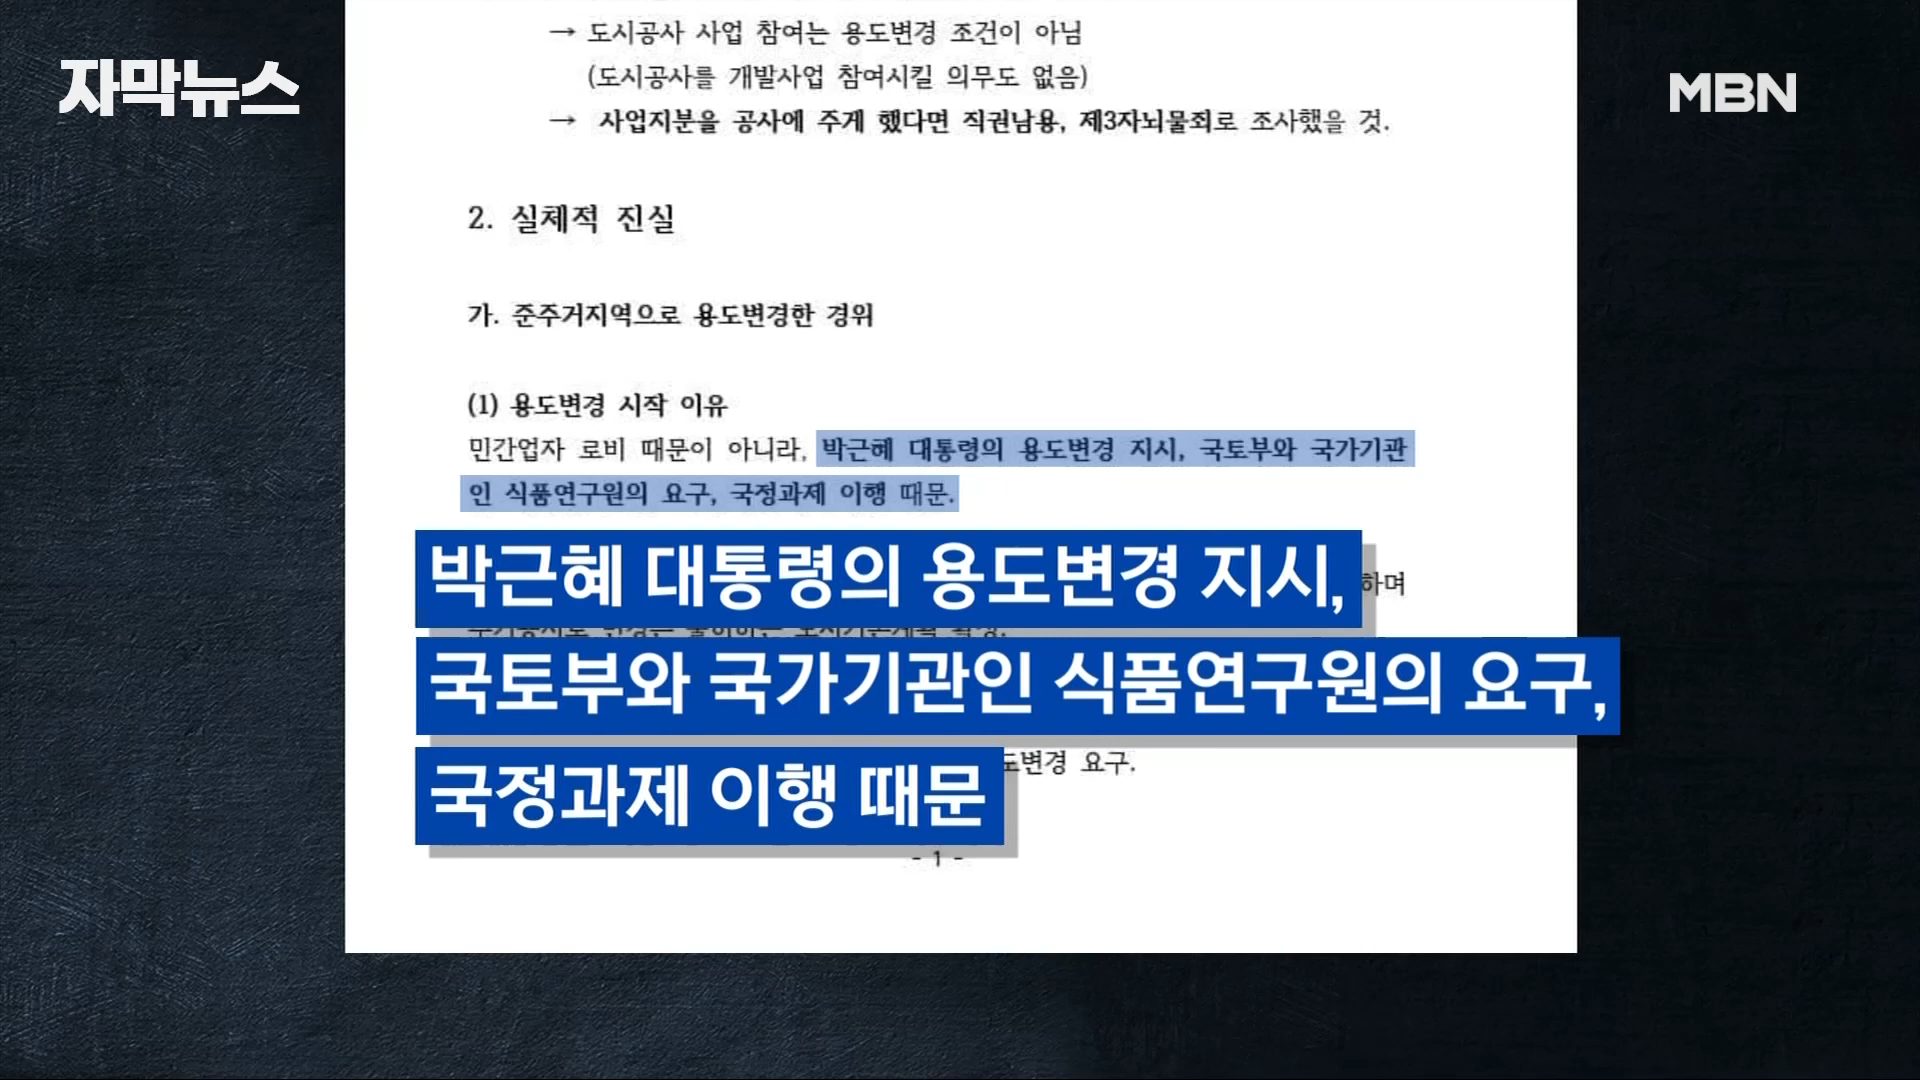 자막뉴스
MBN
→ 도시공사 사업 참여는 용도변경 조건이 아님
(도시공사를 개발사업 참여시킬 의무도 없음)
→ 사업지분을 공사에 주게 했다면 직권남용, 제3자뇌물죄로 조사했을 것.
2. 실체적 진실
가. 준주거지역으로 용도변경한 경위
(1) 용도변경 시작 이유
민간업자 로비 때문이 아니라, 박근혜 대통령의 용도변경 지시, 국토부와 국가기관
인 식품연구원의 요구, 국정과제 이행 때문.
박근혜 대통령의 용도변경 지시,
하며
국토부와 국가기관인 식품연구원의 요구,
국정과제 이행 때문
도변경 요구.
- 1 -